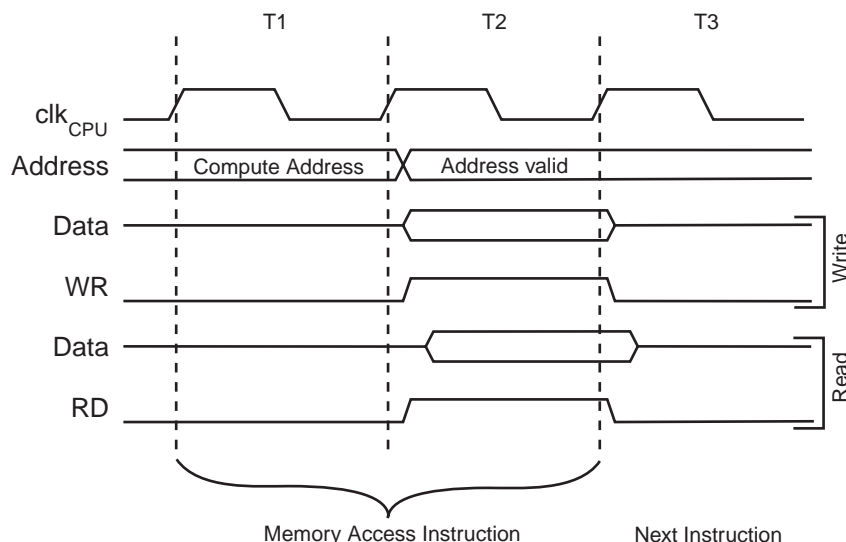 T1 T2 T3
clkCPU
Address Compute Address Address valid
Data
WR
Write
Data
RD
Read
Memory Access Instruction Next Instruction